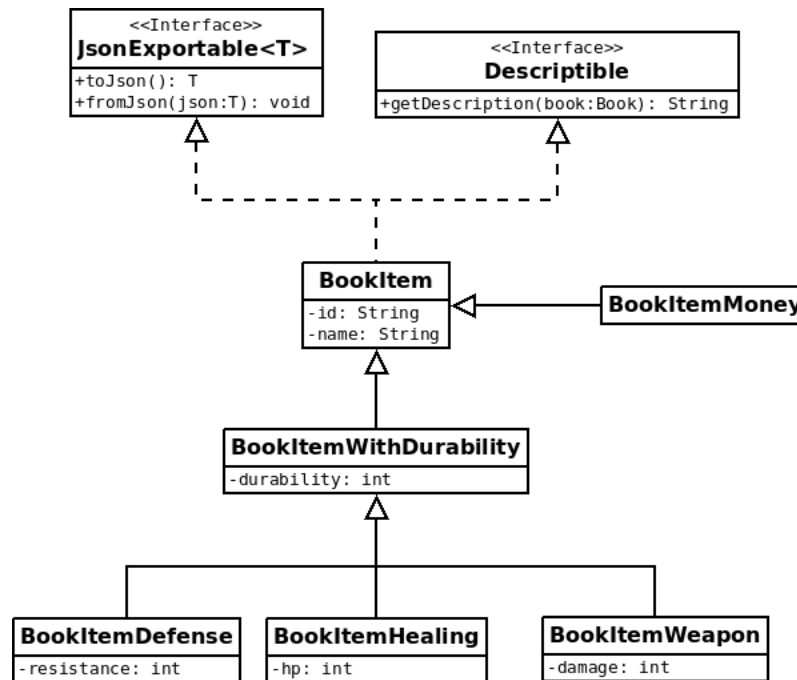 <<Interface>>
JsonExportable<T>
+toJson(): T
+fromJson(json:T): void
<<Interface>>
Descriptible
+getDescription(book:Book): String
BookItem
-id: String
-name: String
BookItemMoney
BookItemWithDurability
-durability: int
BookItemDefense
-resistance: int
BookItemHealing
-hp: int
BookItemWeapon
-damage: int